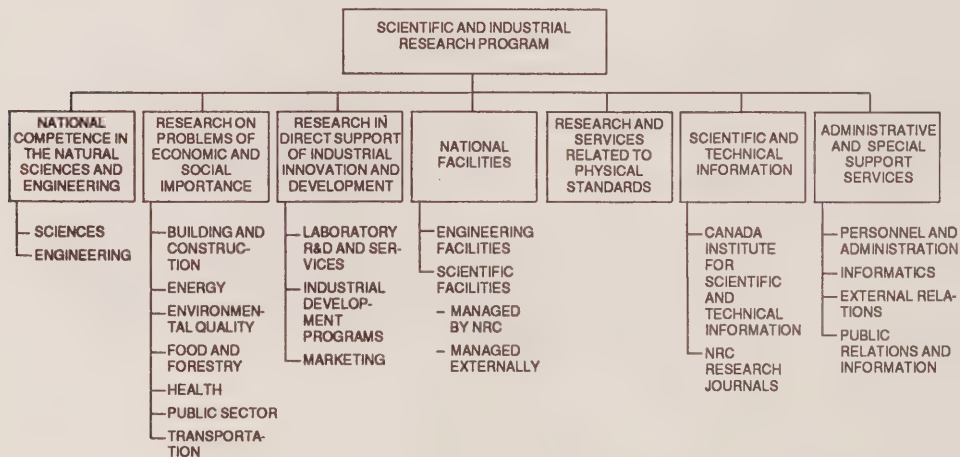 SCIENTIFIC AND INDUSTRIAL
RESEARCH PROGRAM
NATIONAL
COMPETENCE IN
THE NATURAL
SCIENCES AND
ENGINEERING
SCIENCES
ENGINEERING
RESEARCH ON
PROBLEMS OF
ECONOMIC AND
SOCIAL
IMPORTANCE
BUILDING AND
CONSTRUC-
TION
ENERGY
ENVIRONMEN-
TAL QUALITY
FOOD AND
FORESTRY
HEALTH
PUBLIC SECTOR
TRANSPORTA-
TION
RESEARCH IN
DIRECT SUPPORT
OF INDUSTRIAL
INNOVATION AND
DEVELOPMENT
LABORATORY
R&D AND SER-
VICES
INDUSTRIAL
DEVELOP-
MENT
PROGRAMS
MARKETING
NATIONAL
FACILITIES
ENGINEERING
FACILITIES
SCIENTIFIC
FACILITIES
- MANAGED
BY NRC
- MANAGED
EXTERNALLY
RESEARCH AND
SERVICES
RELATED TO
PHYSICAL
STANDARDS
SCIENTIFIC AND
TECHNICAL
INFORMATION
CANADA
INSTITUTE
FOR
SCIENTIFIC
AND
TECHNICAL
INFORMATION
NRC
RESEARCH
JOURNALS
ADMINISTRATIVE
AND SPECIAL
SUPPORT
SERVICES
PERSONNEL AND
ADMINISTRATION
INFORMATICS
EXTERNAL RELA-
TIONS
PUBLIC
RELATIONS AND
INFORMATION